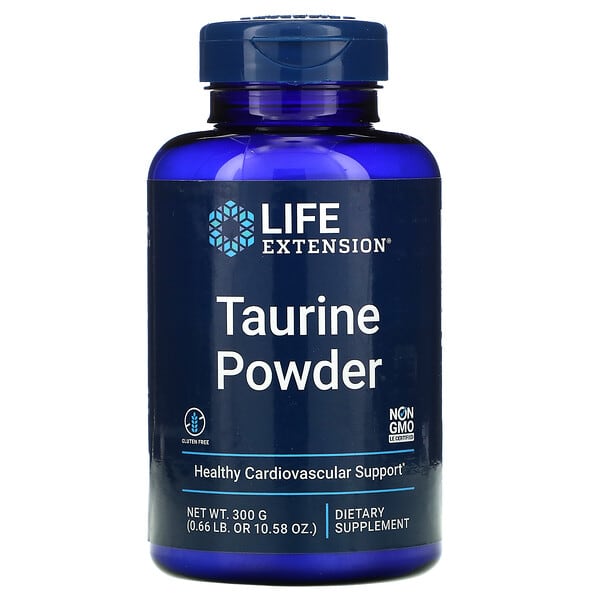 LIFE
EXTENSION®
Taurine
Powder
GLUTEN FREE
NON
GMO
LE CERTIFIED
Healthy Cardiovascular Support*
NET WT. 300 G
(0.66 LB. OR 10.58 OZ.)
DIETARY
SUPPLEMENT